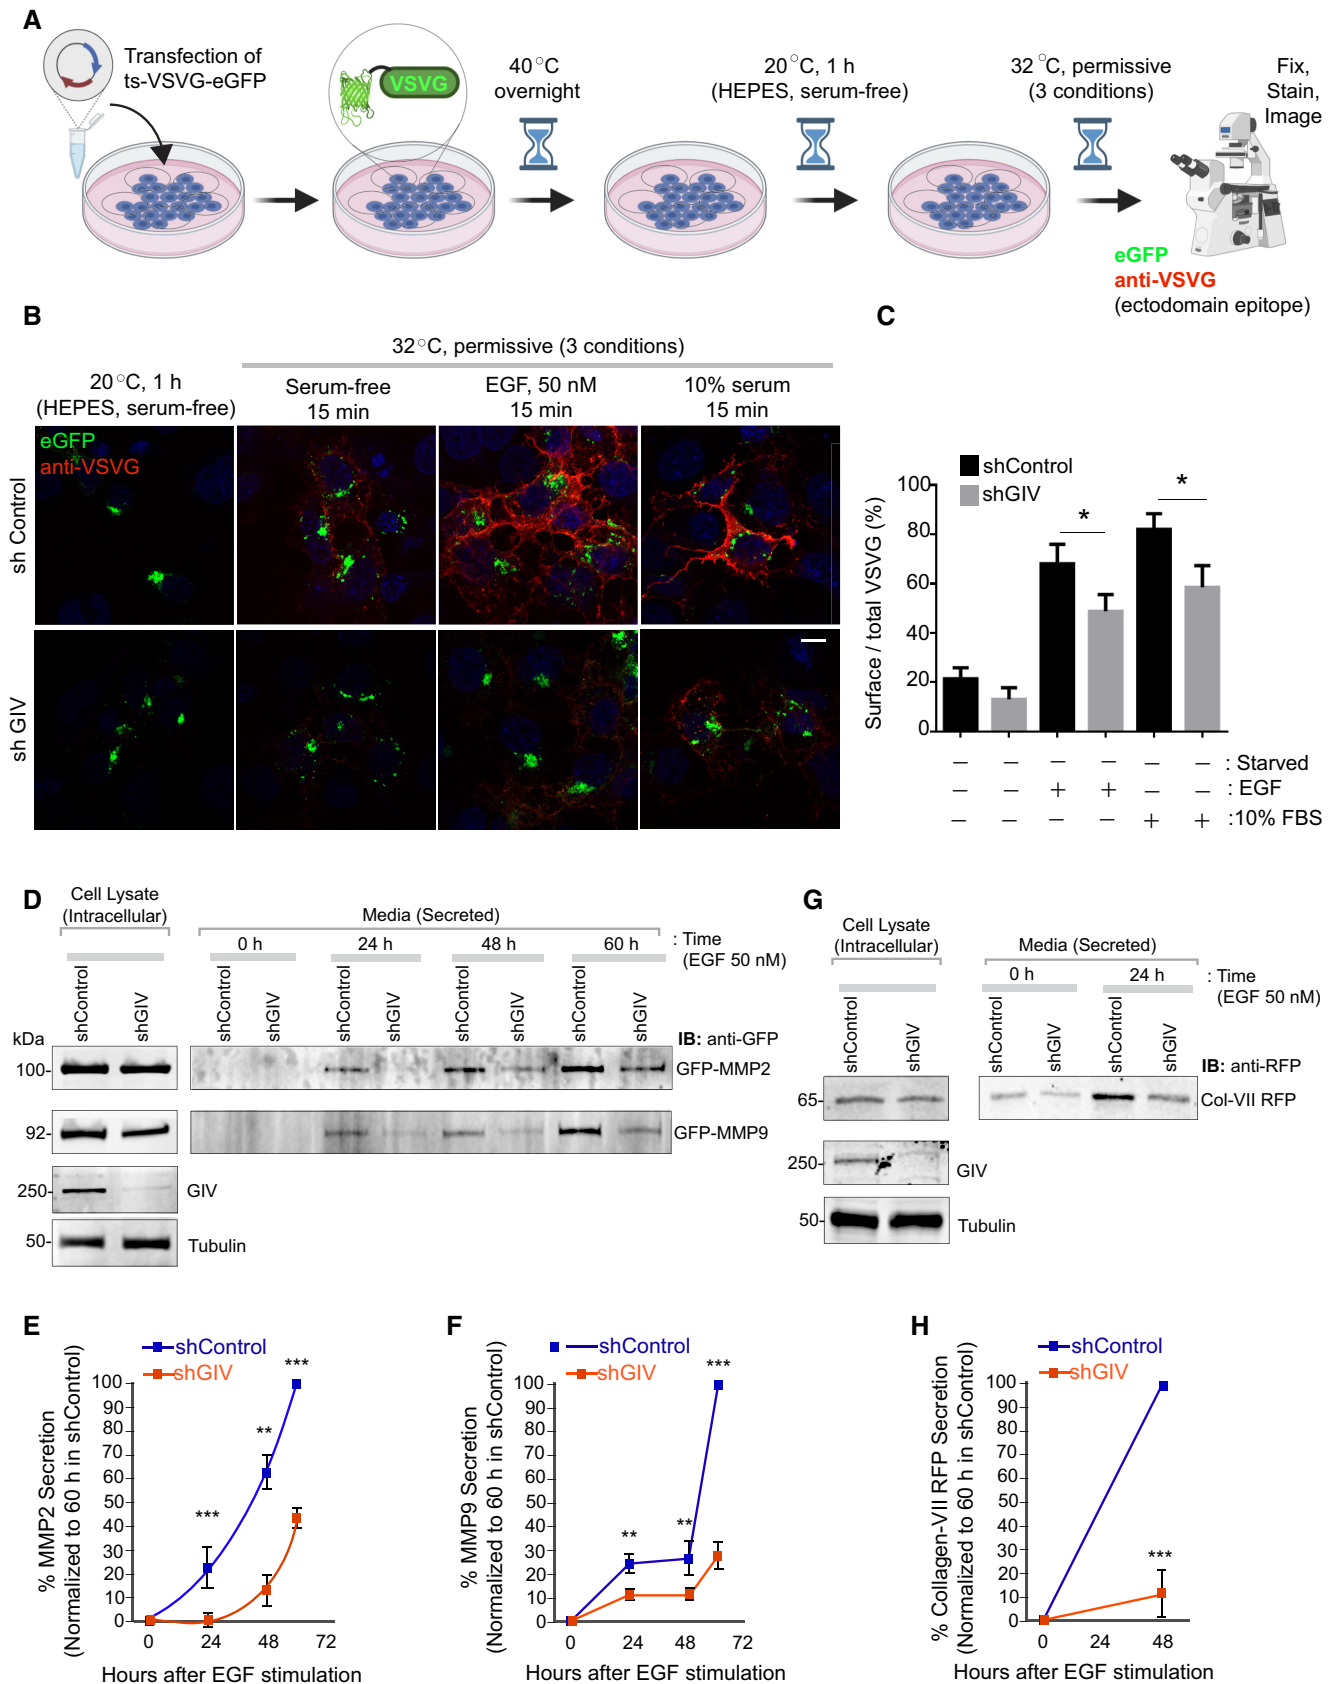 A
Transfection of
ts-VSVG-eGFP
VSVG
40 °C
overnight
20 °C, 1 h
(HEPES, serum-free)
32 °C, permissive
(3 conditions)
Fix,
Stain,
Image
eGFP
anti-VSVG
(ectodomain epitope)
B
32 °C, permissive (3 conditions)
20 °C, 1 h
(HEPES, serum-free)
Serum-free
15 min
EGF, 50 nM
15 min
10% serum
15 min
eGFP
anti-VSVG
sh Control
sh GIV
C
shControl
shGIV
Surface / total VSVG (%)
100
80
60
40
20
0
*
*
− − − − − − : Starved
− − + + − − : EGF
− − − − + + :10% FBS
D
Cell Lysate
(Intracellular)
Media (Secreted)
0 h 24 h 48 h 60 h
: Time
(EGF 50 nM)
shControl shGIV shControl shGIV shControl shGIV shControl shGIV shControl shGIV
kDa
IB: anti-GFP
100- GFP-MMP2
92- GFP-MMP9
250- GIV
50- Tubulin
G
Cell Lysate
(Intracellular)
Media (Secreted)
0 h 24 h
: Time
(EGF 50 nM)
shControl shGIV shControl shGIV shControl shGIV
IB: anti-RFP
65- Col-VII RFP
250- GIV
50- Tubulin
E
shControl
shGIV
% MMP2 Secretion
(Normalized to 60 h in shControl)
100
90
80
70
60
50
40
30
20
10
0
***
**
***
0 24 48 72
Hours after EGF stimulation
F
shControl
shGIV
% MMP9 Secretion
(Normalized to 60 h in shControl)
100
90
80
70
60
50
40
30
20
10
0
**
**
***
0 24 48 72
Hours after EGF stimulation
H
shControl
shGIV
% Collagen-VII RFP Secretion
(Normalized to 60 h in shControl)
100
90
80
70
60
50
40
30
20
10
0
***
0 24 48
Hours after EGF stimulation